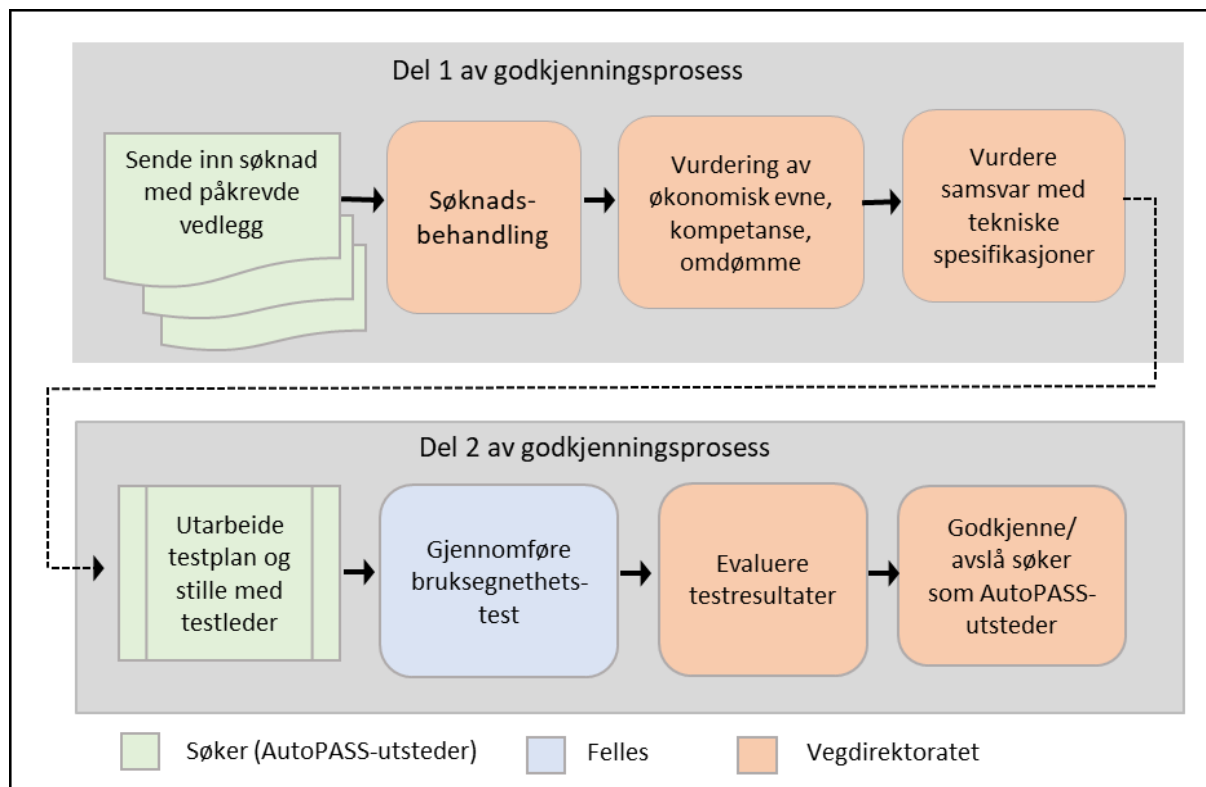 Del 1 av godkjenningsprosess
Sende inn søknad
med påkrevde
vedlegg
Søknads-
behandling
Vurdering av
økonomisk evne,
kompetanse,
omdømme
Vurdere
samsvar med
tekniske
spesifikasjoner
Del 2 av godkjenningsprosess
Utarbeide
testplan og
stille med
testleder
Gjennomføre
bruksegnethets-
test
Evaluere
testresultater
Godkjenne/
avslå søker
som AutoPASS-
utsteder
Søker (AutoPASS-utsteder)
Felles
Vegdirektoratet